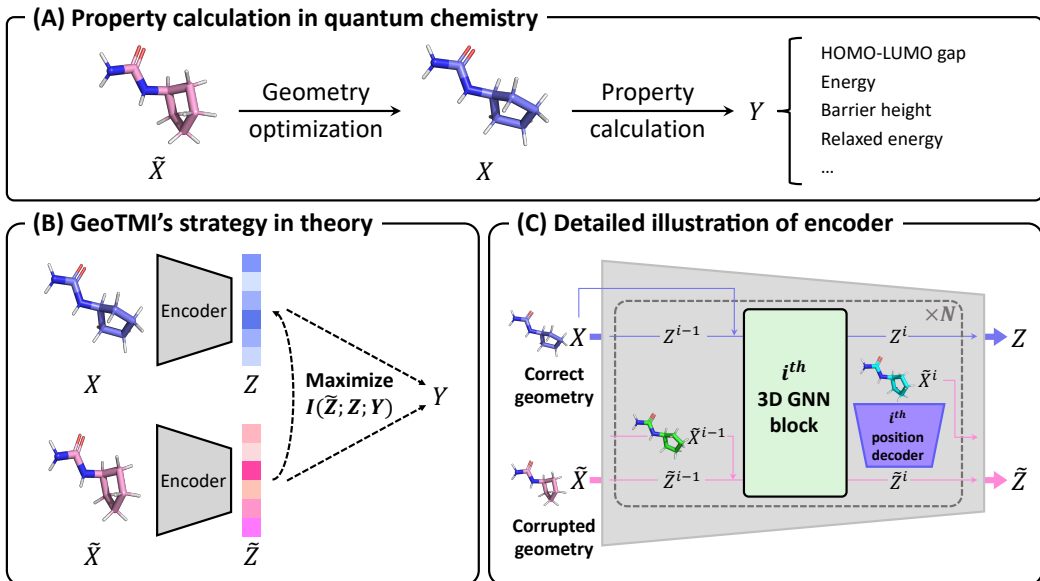 (A) Property calculation in quantum chemistry
X̃
Geometry
optimization
X
Property
calculation
Y
HOMO-LUMO gap
Energy
Barrier height
Relaxed energy
...
(B) GeoTMI's strategy in theory
X
Encoder
Z
Maximize
I(Z̃; Z; Y)
Y
X̃
Encoder
Z̃
(C) Detailed illustration of encoder
×N
X
Z^{i-1}
Z^i
Z
Correct
geometry
i^{th}
3D GNN
block
X̃^i
i^{th}
position
decoder
X̃^{i-1}
X̃
Z̃^{i-1}
Z̃^i
Z̃
Corrupted
geometry